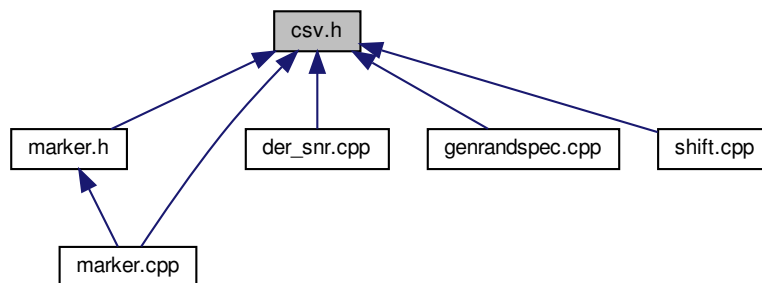 csv.h
marker.h
der_snr.cpp
genrandspec.cpp
shift.cpp
marker.cpp